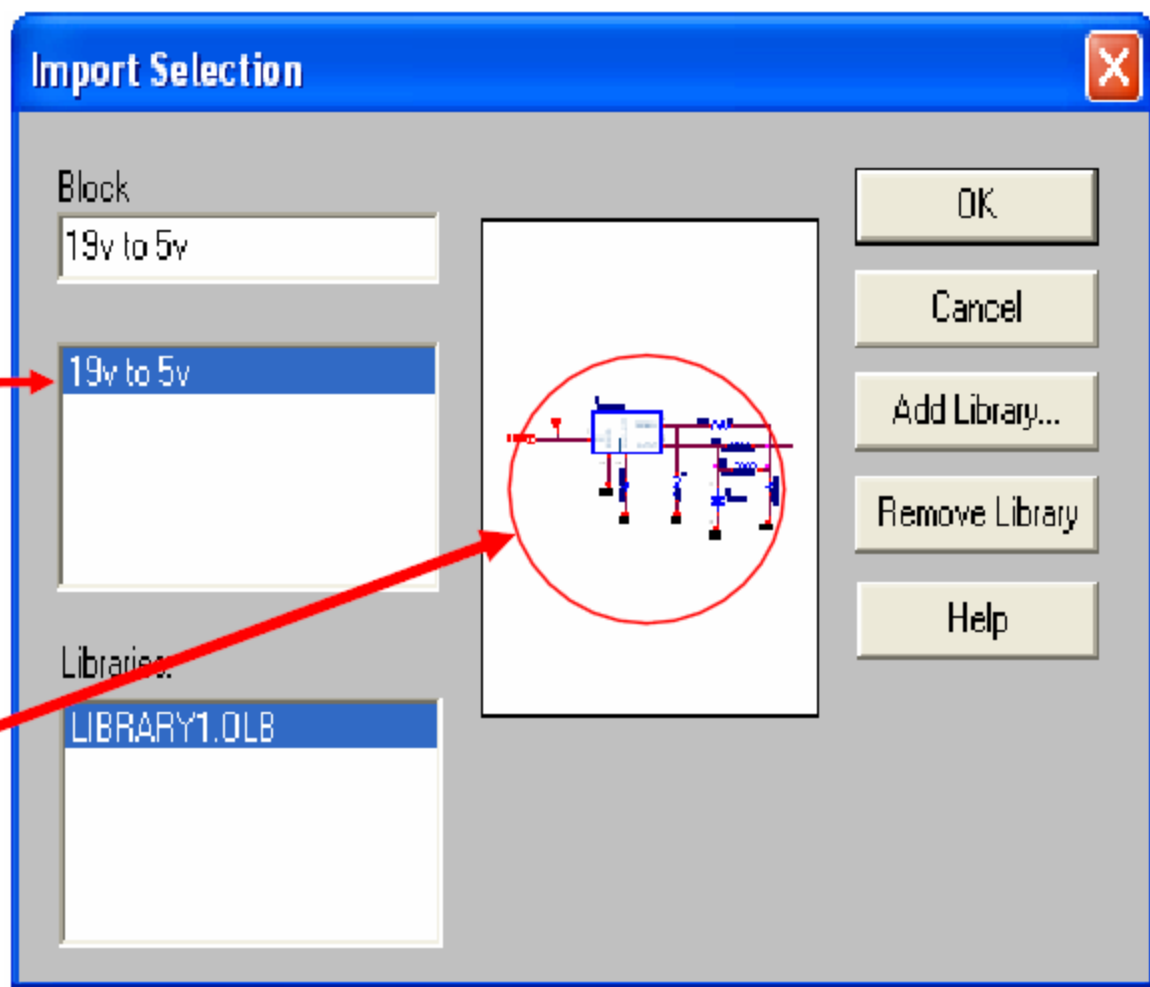 Import Selection
Block
19v to 5v
19v to 5v
Libraries:
LIBRARY1.OLB
OK
Cancel
Add Library...
Remove Library
Help